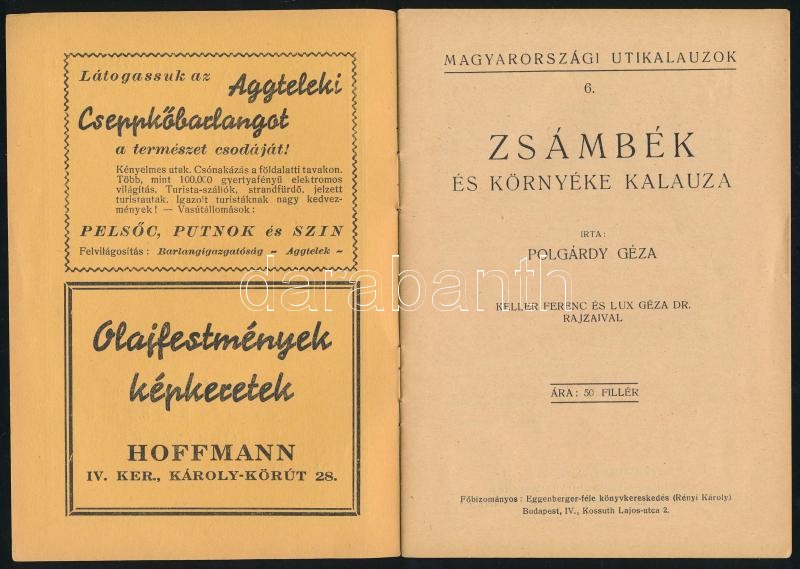 Látogassuk az Aggteleki
Cseppkőbarlangot
a természet csodáját!
Kényelmes utak. Csónakázás a földalatti tavakon.
Több, mint 100.000 gyertyafényű elektromos
világítás. Turista-szállók, strandfürdő, jelzett
turistautak. Igazolt turistáknak nagy kedvez-
mények! — Vasútállomások:
PELSŐC, PUTNOK és SZIN
Felvilágosítás: Barlangigazgatóság - Aggtelek -
Olajfestmények
képkeretek
HOFFMANN
IV. KER., KÁROLY-KÖRÚT 28.
MAGYARORSZÁGI UTIKALAUZOK
6.
ZSÁMBÉK
ÉS KÖRNYÉKE KALAUZA
IRTA:
POLGÁRDY GÉZA
KELLER FERENC ÉS LUX GÉZA DR.
RAJZAIVAL
ÁRA: 50 FILLÉR
Főbizományos: Eggenberger-féle könyvkereskedés (Rényi Károly)
Budapest, IV., Kossuth Lajos-utca 2.
darabanth.com